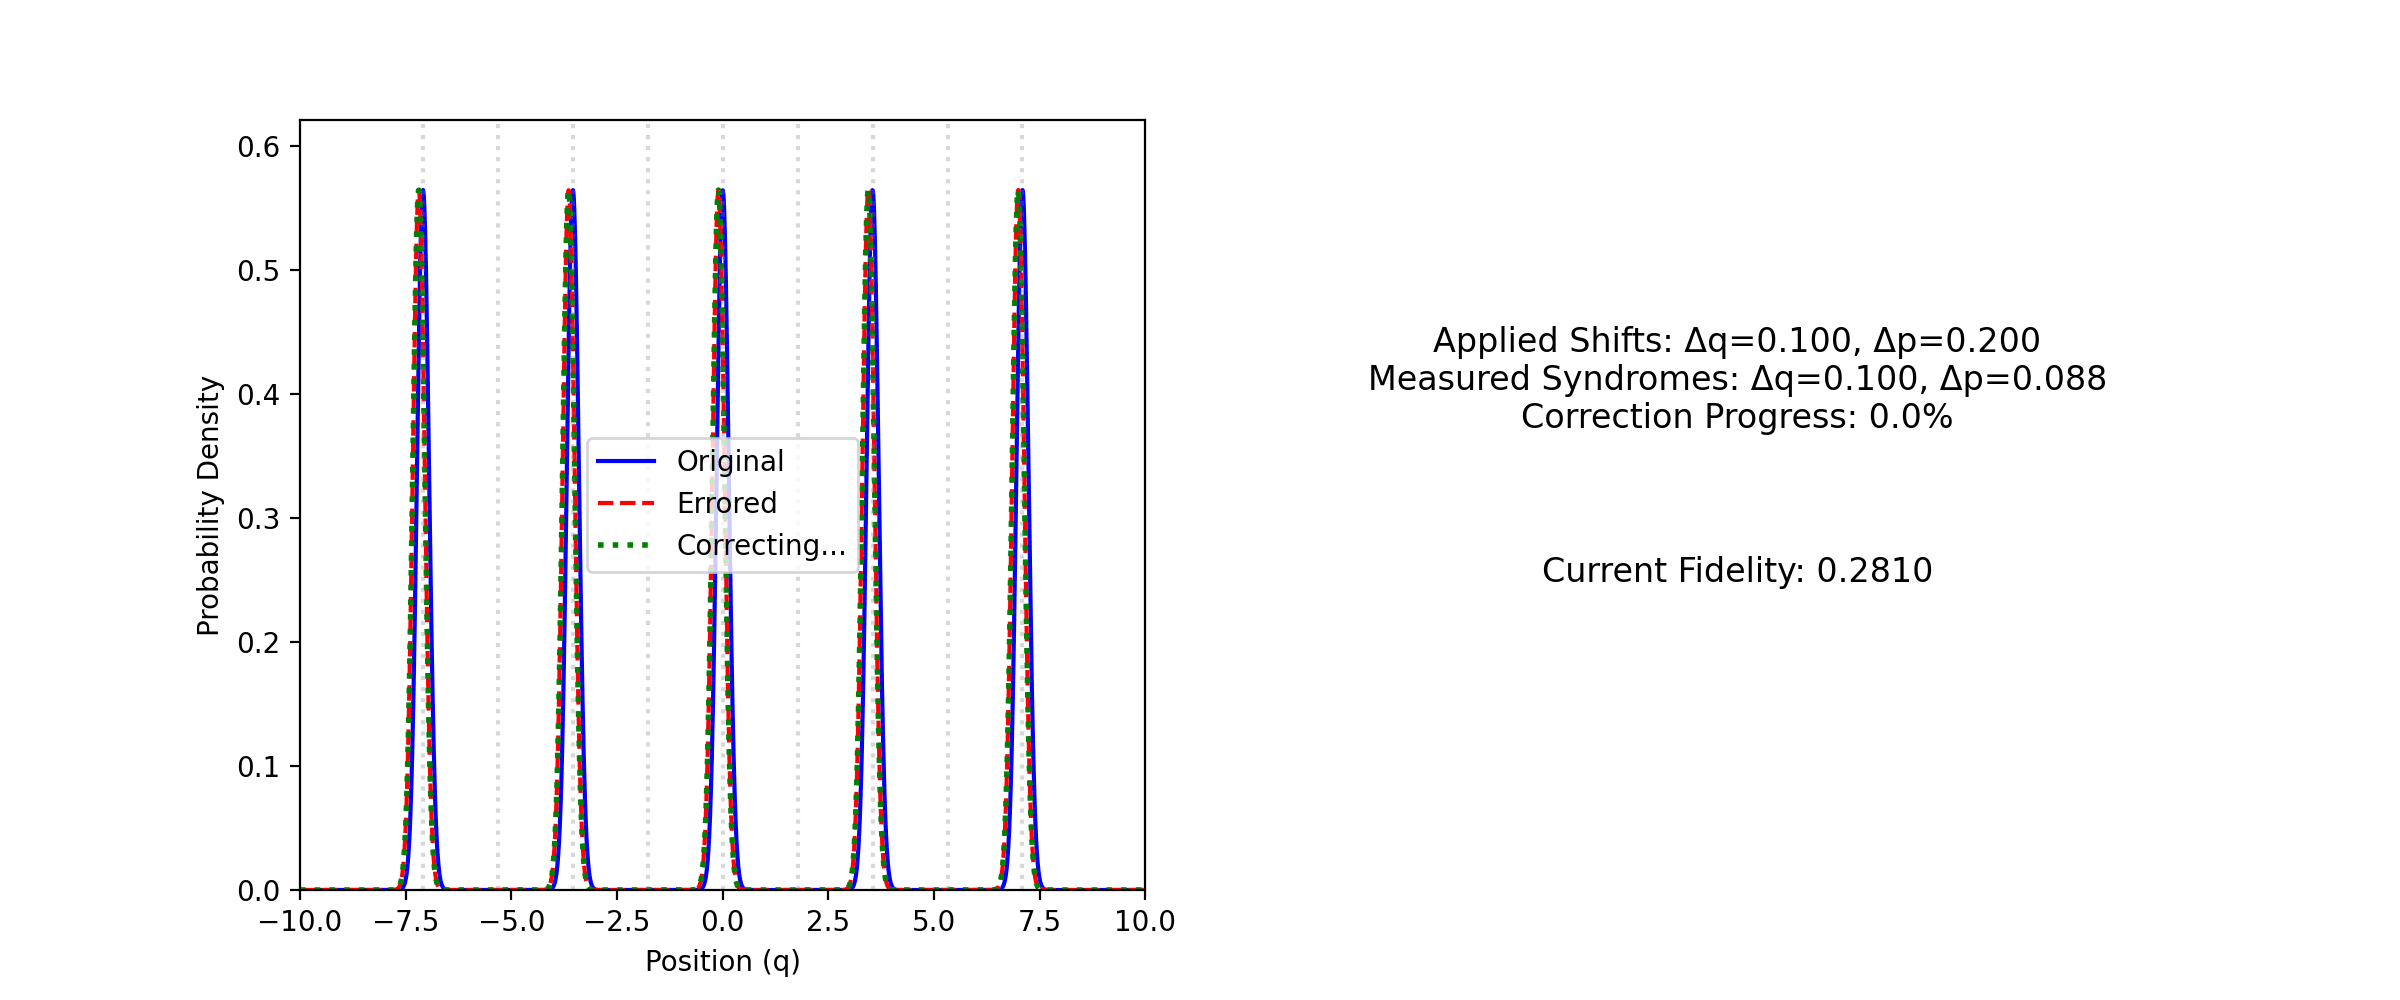 0.6
0.5
0.4
0.3
0.2
0.1
0.0
Probability Density
−10.0 −7.5 −5.0 −2.5 0.0 2.5 5.0 7.5 10.0
Position (q)
Original
Errored
Correcting...
Applied Shifts: Δq=0.100, Δp=0.200
Measured Syndromes: Δq=0.100, Δp=0.088
Correction Progress: 0.0%
Current Fidelity: 0.2810